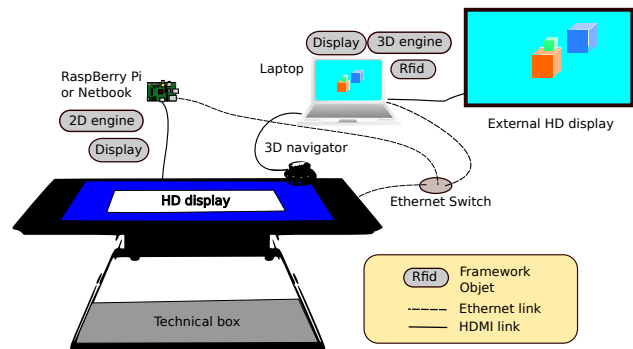 Display
3D engine
Laptop
Rfid
RaspBerry Pi
or Netbook
2D engine
Display
External HD display
3D navigator
HD display
Ethernet Switch
Rfid
Framework
Objet
Ethernet link
HDMI link
Technical box